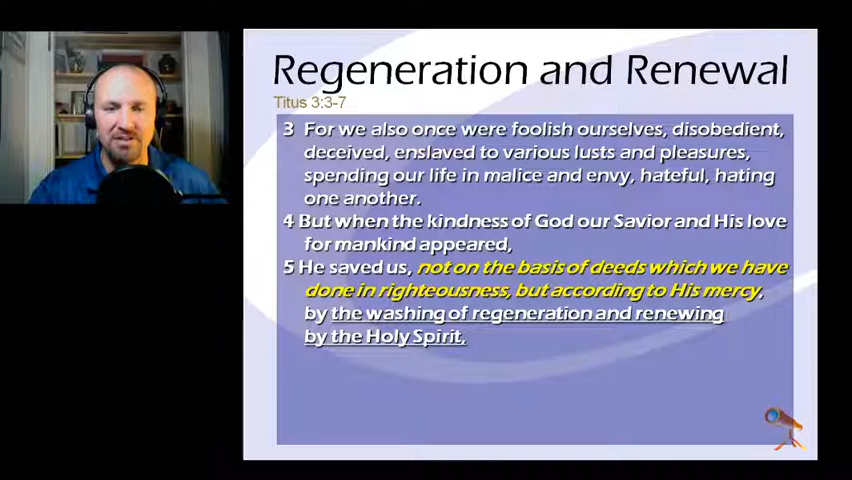 Regeneration and Renewal
Titus 3:3-7
3 For we also once were foolish ourselves, disobedient,
deceived, enslaved to various lusts and pleasures,
spending our life in malice and envy, hateful, hating
one another.
4 But when the kindness of God our Savior and His love
for mankind appeared,
5 He saved us, not on the basis of deeds which we have
done in righteousness, but according to His mercy,
by the washing of regeneration and renewing
by the Holy Spirit,